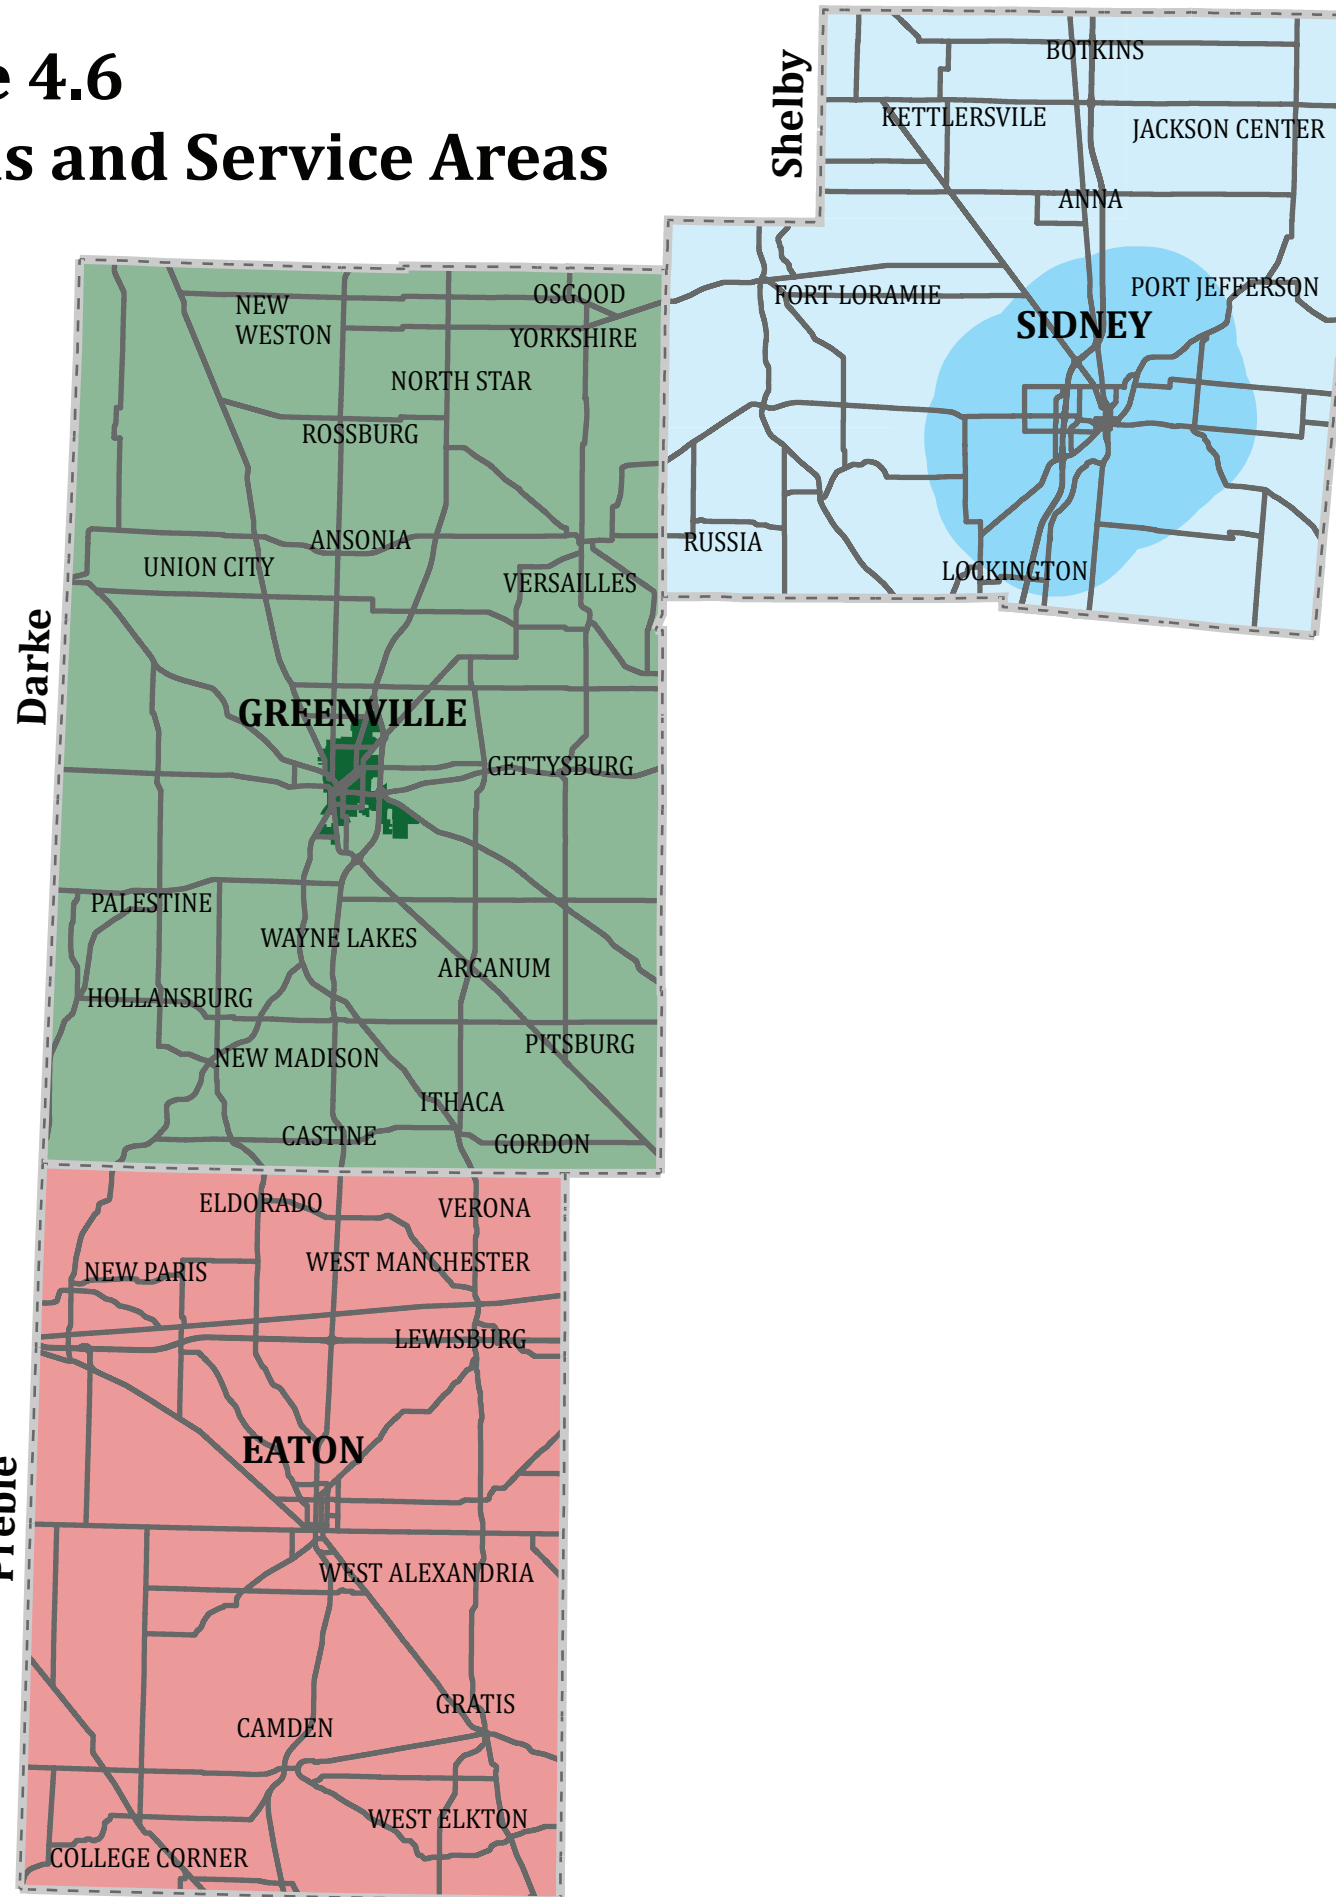 e 4.6
s and Service Areas
Shelby
BOTKINS
KETTLERSVILE
JACKSON CENTER
ANNA
PORT JEFFERSON
FORT LORAMIE
SIDNEY
RUSSIA
LOCKINGTON
Darke
NEW
WESTON
OSGOOD
YORKSHIRE
NORTH STAR
ROSSBURG
ANSONIA
UNION CITY
VERSAILLES
GREENVILLE
GETTYSBURG
PALESTINE
WAYNE LAKES
ARCANUM
HOLLANSBURG
PITSBURG
NEW MADISON
ITHACA
CASTINE
GORDON
Preble
ELDORADO
VERONA
WEST MANCHESTER
NEW PARIS
LEWISBURG
EATON
WEST ALEXANDRIA
GRATIS
CAMDEN
WEST ELKTON
COLLEGE CORNER